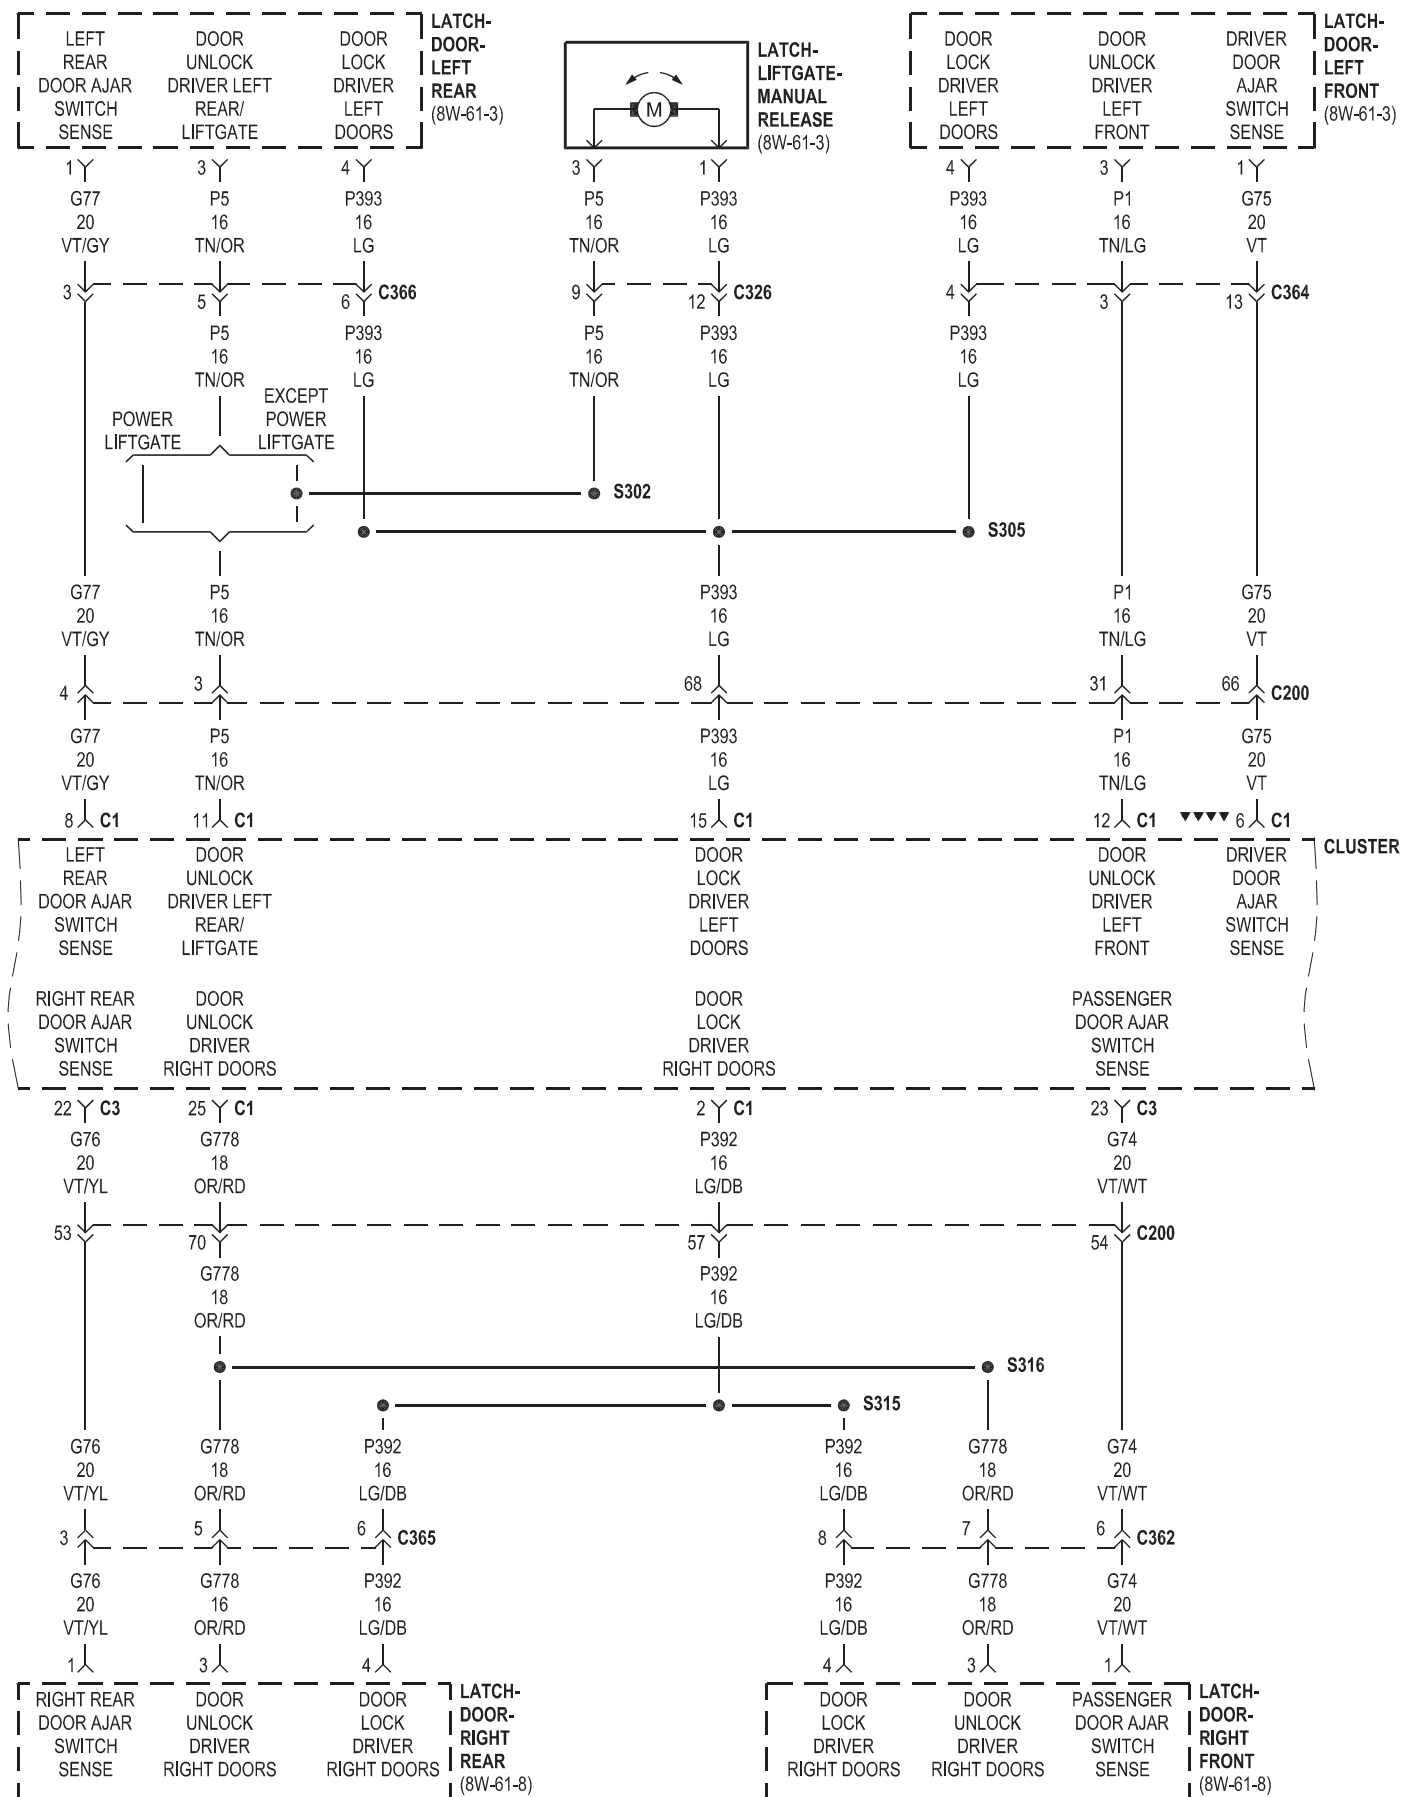 LEFT
REAR
DOOR AJAR
SWITCH
SENSE
DOOR
UNLOCK
DRIVER LEFT
REAR/
LIFTGATE
DOOR
LOCK
DRIVER
LEFT
DOORS
LATCH-
DOOR-
LEFT
REAR
(8W-61-3)
LATCH-
LIFTGATE-
MANUAL
RELEASE
(8W-61-3)
M
DOOR
LOCK
DRIVER
LEFT
DOORS
DOOR
UNLOCK
DRIVER
LEFT
FRONT
DRIVER
DOOR
AJAR
SWITCH
SENSE
LATCH-
DOOR-
LEFT
FRONT
(8W-61-3)
1 3 4 3 1 4 3 1
G77 P5 P393 P5 P393 P393 P1 G75
20 16 16 16 16 16 16 20
VT/GY TN/OR LG TN/OR LG LG TN/LG VT
3 5 6 C366 9 12 C326 4 3 13 C364
P5 P393 P5 P393 P393
16 16 16 16 16
TN/OR LG TN/OR LG LG
POWER
LIFTGATE
EXCEPT
POWER
LIFTGATE
S302
S305
G77 P5 P393 P1 G75
20 16 16 16 20
VT/GY TN/OR LG TN/LG VT
4 3 68 31 66 C200
G77 P5 P393 P1 G75
20 16 16 16 20
VT/GY TN/OR LG TN/LG VT
8 C1 11 C1 15 C1 12 C1 6 C1
CLUSTER
LEFT
REAR
DOOR AJAR
SWITCH
SENSE
DOOR
UNLOCK
DRIVER LEFT
REAR/
LIFTGATE
DOOR
LOCK
DRIVER
LEFT
DOORS
DOOR
UNLOCK
DRIVER
LEFT
FRONT
DRIVER
DOOR
AJAR
SWITCH
SENSE
RIGHT REAR
DOOR AJAR
SWITCH
SENSE
DOOR
UNLOCK
DRIVER
RIGHT DOORS
DOOR
LOCK
DRIVER
RIGHT DOORS
PASSENGER
DOOR AJAR
SWITCH
SENSE
22 C3 25 C1 2 C1 23 C3
G76 G778 P392 G74
20 18 16 20
VT/YL OR/RD LG/DB VT/WT
53 70 57 54 C200
G778 P392
18 16
OR/RD LG/DB
S316
S315
G76 G778 P392 P392 G778 G74
20 18 16 16 18 20
VT/YL OR/RD LG/DB LG/DB OR/RD VT/WT
3 5 6 C365 8 7 6 C362
G76 G778 P392 P392 G778 G74
20 16 16 16 18 20
VT/YL OR/RD LG/DB LG/DB OR/RD VT/WT
1 3 4 4 3 1
RIGHT REAR
DOOR AJAR
SWITCH
SENSE
DOOR
UNLOCK
DRIVER
RIGHT DOORS
DOOR
LOCK
DRIVER
RIGHT DOORS
LATCH-
DOOR-
RIGHT
REAR
(8W-61-8)
DOOR
LOCK
DRIVER
RIGHT DOORS
DOOR
UNLOCK
DRIVER
RIGHT DOORS
PASSENGER
DOOR AJAR
SWITCH
SENSE
LATCH-
DOOR-
RIGHT
FRONT
(8W-61-8)